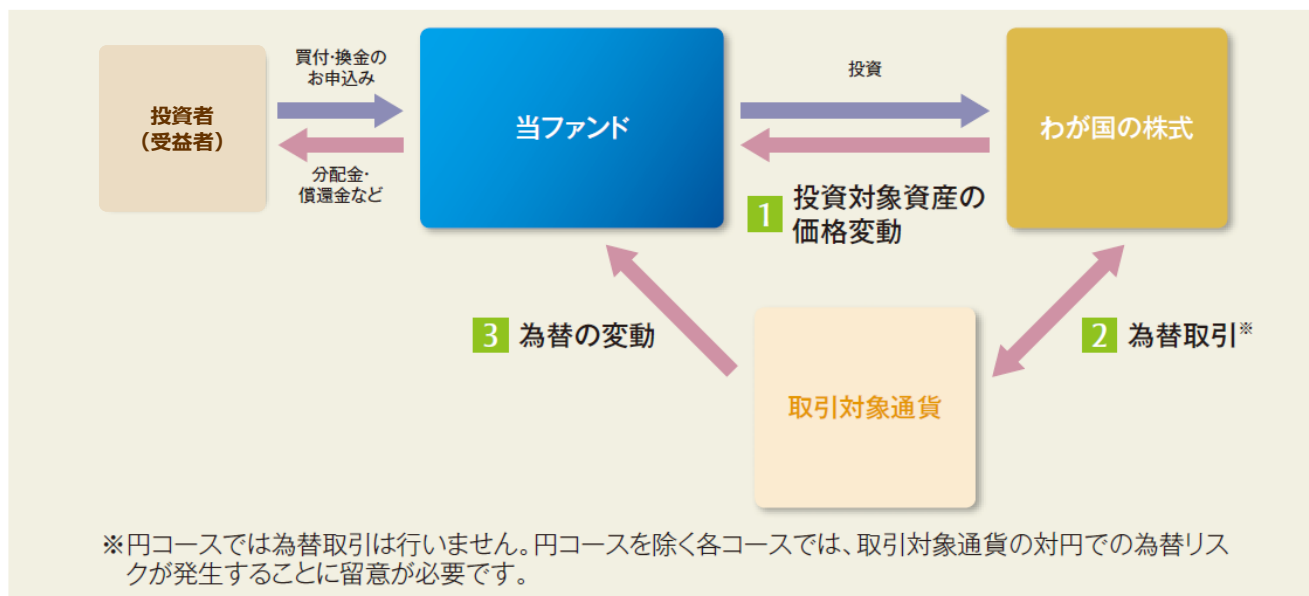 買付・換金の
お申込み
投資
投資者
（受益者）
当ファンド
わが国の株式
分配金・
償還金など
1 投資対象資産の
価格変動
3 為替の変動
2 為替取引※
取引対象通貨
※円コースでは為替取引は行いません。円コースを除く各コースでは、取引対象通貨の対円での為替リス
クが発生することに留意が必要です。